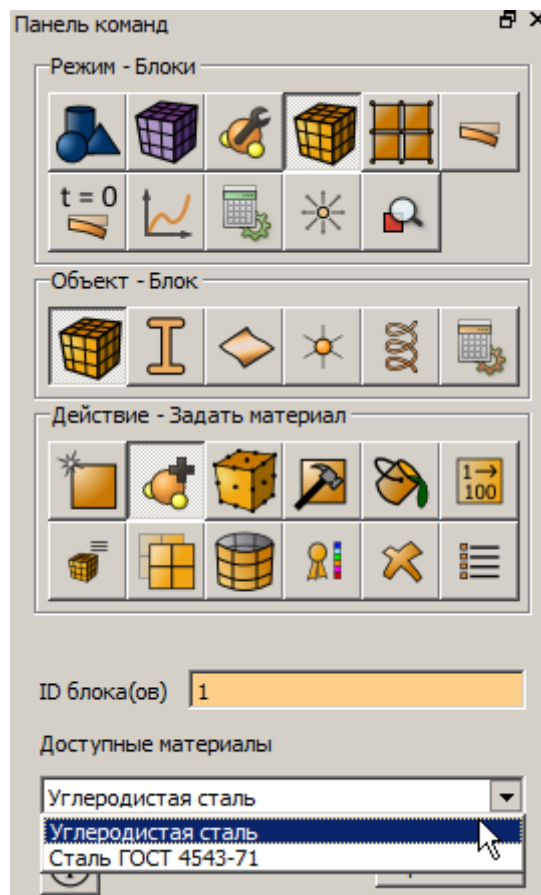 Панель команд
Режим - Блоки
t = 0
Объект - Блок
Действие - Задать материал
1→
100
ID блока(ов) 1
Доступные материалы
Углеродистая сталь
Углеродистая сталь
Сталь ГОСТ 4543-71